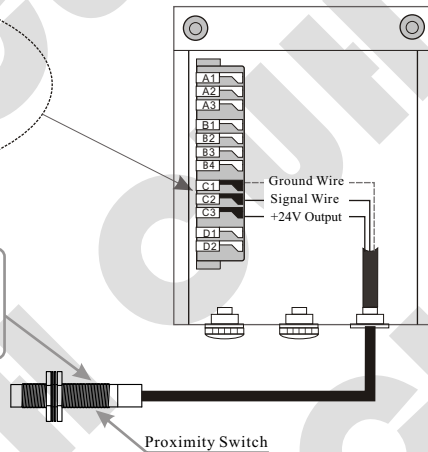 A1
A2
A3
B1
B2
B3
B4
C1
C2
C3
D1
D2
Ground Wire
Signal Wire
+24V Output
Proximity Switch